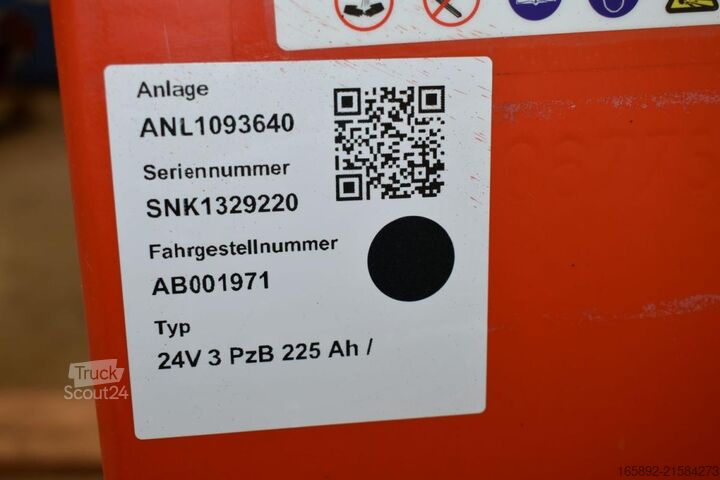 Anlage
ANL1093640
Seriennummer
SNK1329220
Fahrgestellnummer
AB001971
Typ
24V 3 PzB 225 Ah /
Truck
Scout24
165892-21584273